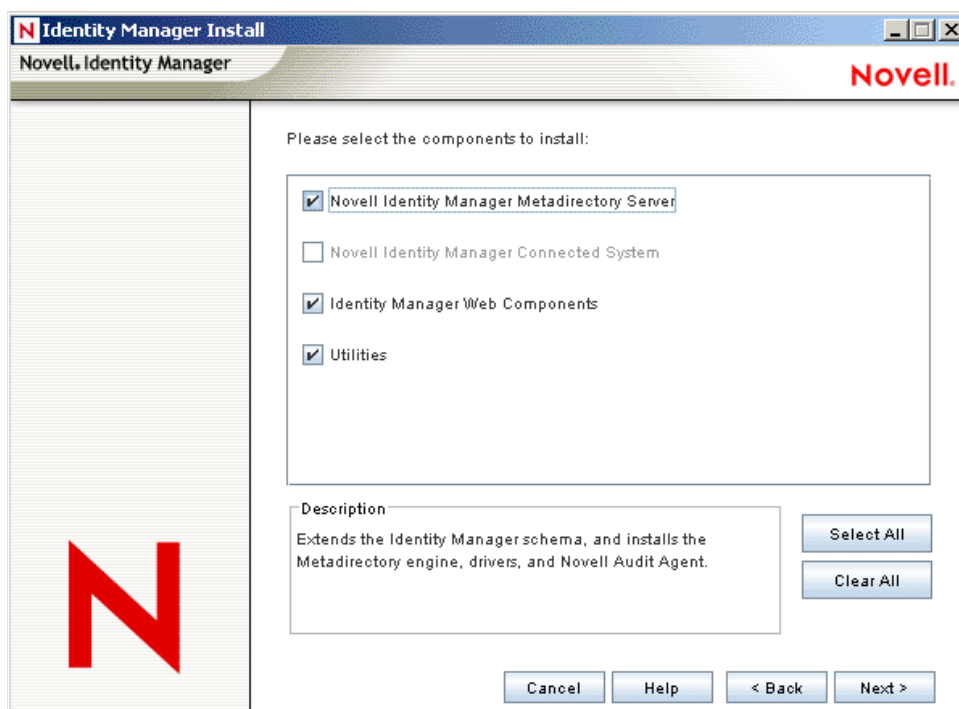 N Identity Manager Install
Novell. Identity Manager
Novell.
Please select the components to install:
Novell Identity Manager Metadirectory Server
Novell Identity Manager Connected System
Identity Manager Web Components
Utilities
Description
Extends the Identity Manager schema, and installs the
Metadirectory engine, drivers, and Novell Audit Agent.
Select All
Clear All
N
Cancel
Help
< Back
Next >